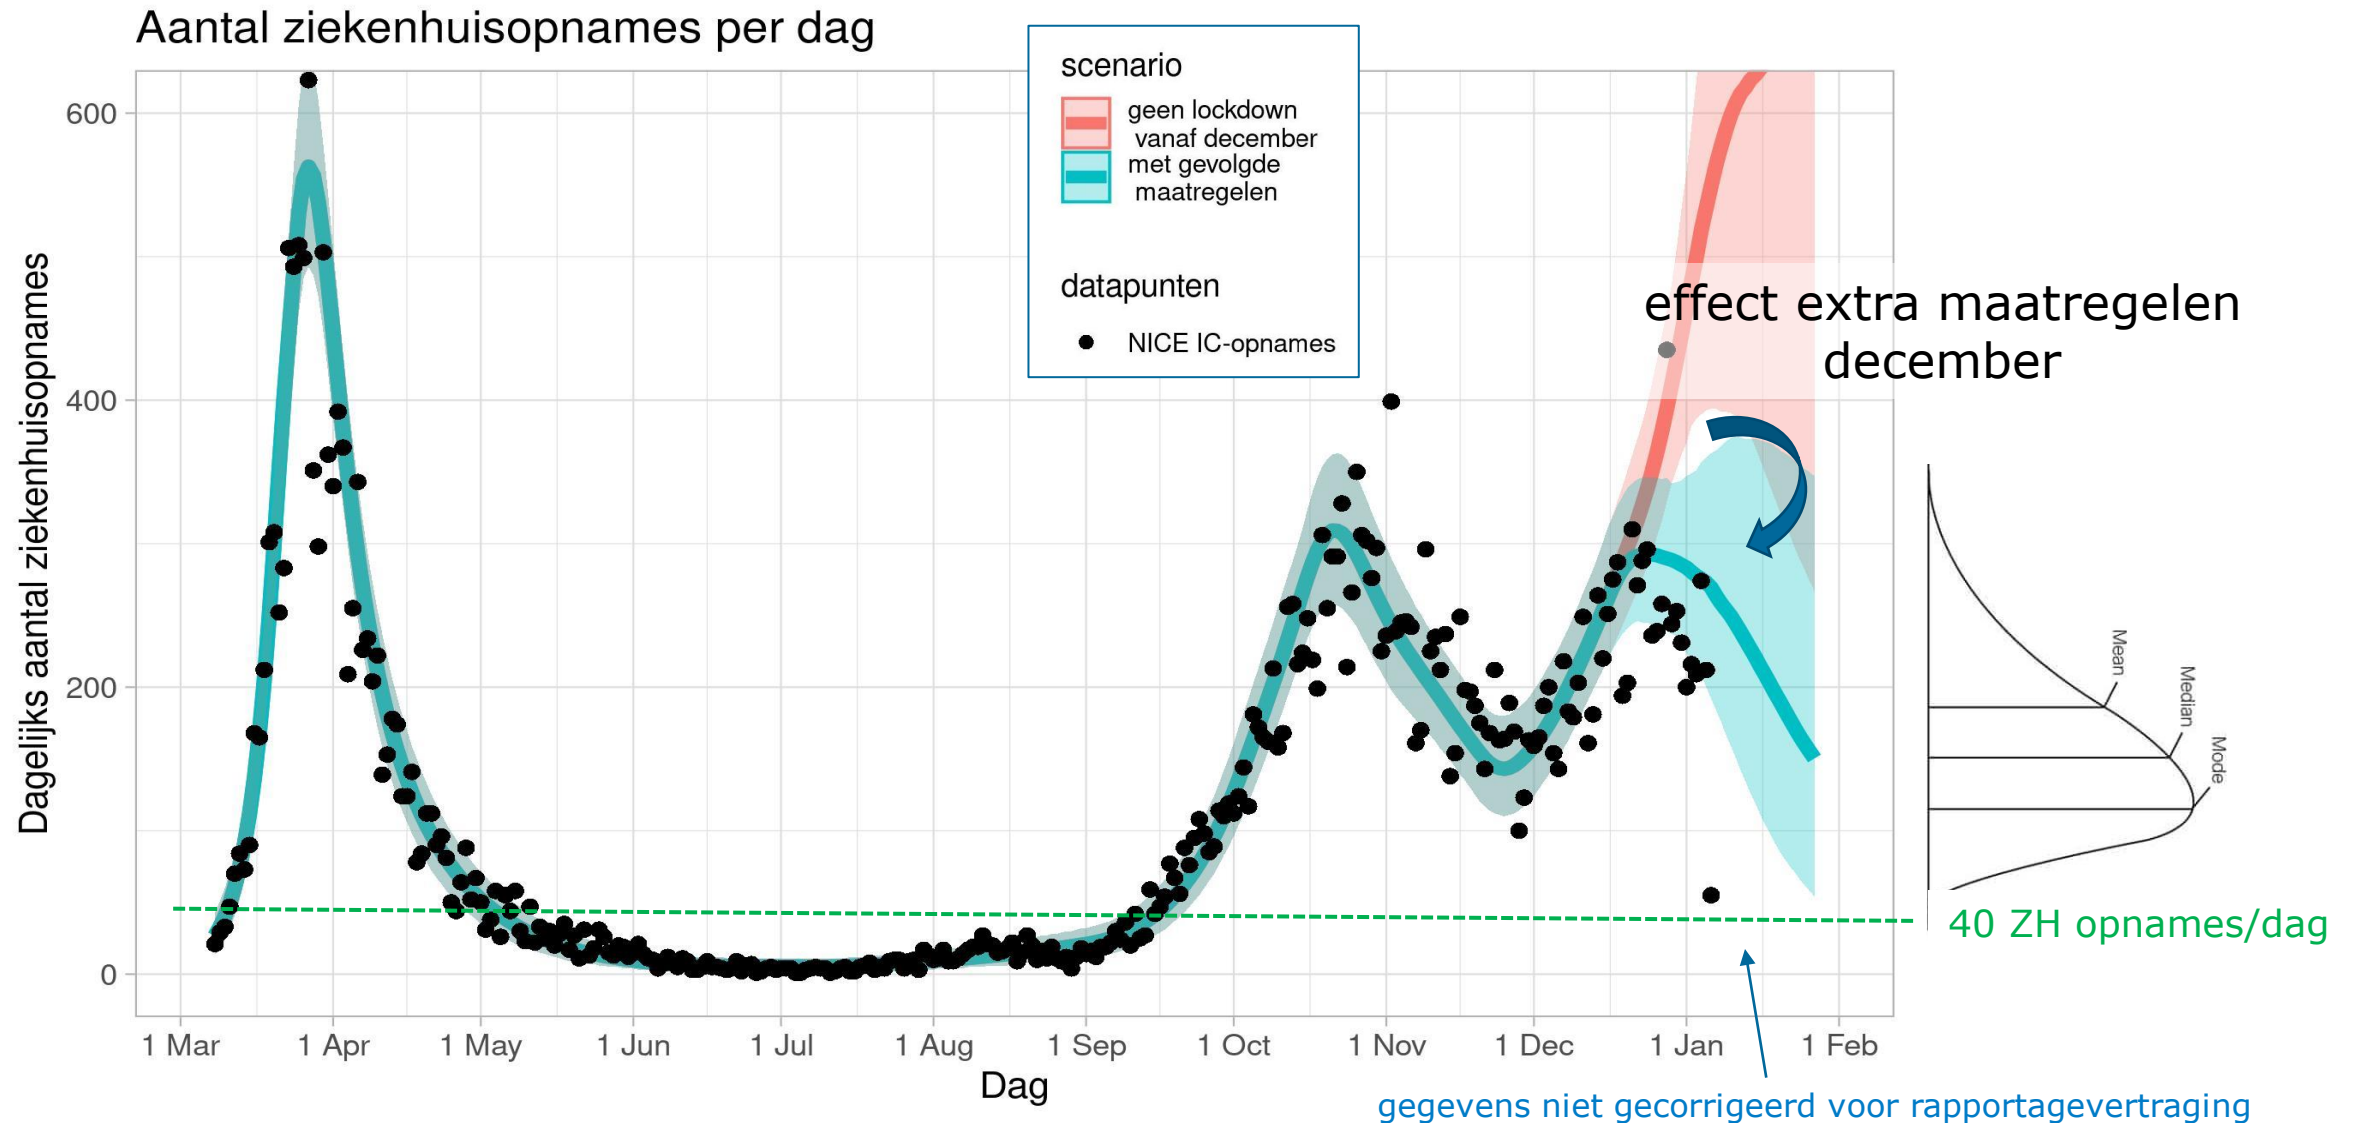 Aantal ziekenhuisopnames per dag
scenario
geen lockdown
vanaf december
met gevolgde
maatregelen
datapunten
NICE IC-opnames
Dagelijks aantal ziekenhuisopnames
600
400
200
0
effect extra maatregelen
december
Mean
Median
Mode
40 ZH opnames/dag
1 Mar
1 Apr
1 May
1 Jun
1 Jul
1 Aug
1 Sep
1 Oct
1 Nov
1 Dec
1 Jan
1 Feb
Dag
gegevens niet gecorrigeerd voor rapportagevertraging